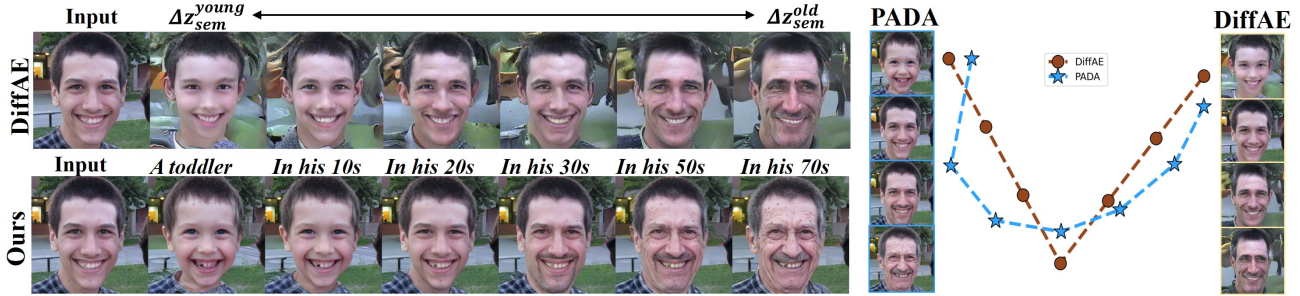 Input Δz_sem^young Δz_sem^old
DiffAE
Input A toddler In his 10s In his 20s In his 30s In his 50s In his 70s
Ours
PADA DiffAE
DiffAE
PADA